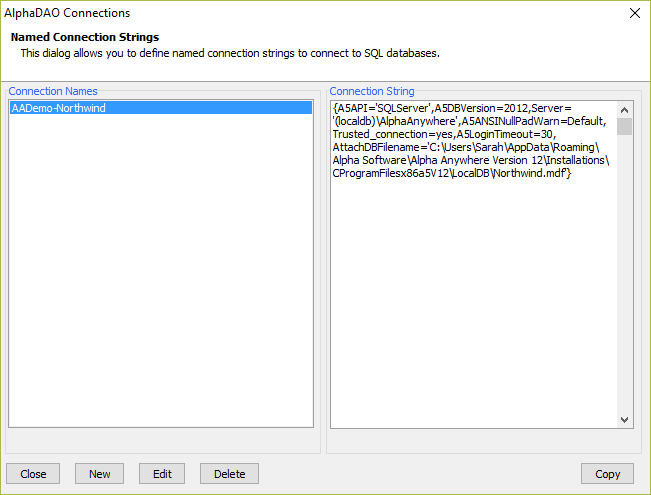 AlphaDAO Connections
Named Connection Strings
This dialog allows you to define named connection strings to connect to SQL databases.
Connection Names
AADemo-Northwind
Connection String
{A5API='SQLServer',A5DBVersion=2012,Server=
'(localdb)\AlphaAnywhere',A5ANSINullPadWarn=Default,
Trusted_connection=yes,A5LoginTimeout=30,
AttachDBFilename='C:\Users\Sarah\AppData\Roaming\
Alpha Software\Alpha Anywhere Version 12\Installations\
CProgramFilesx86a5V12\LocalDB\Northwind.mdf'}
Close
New
Edit
Delete
Copy